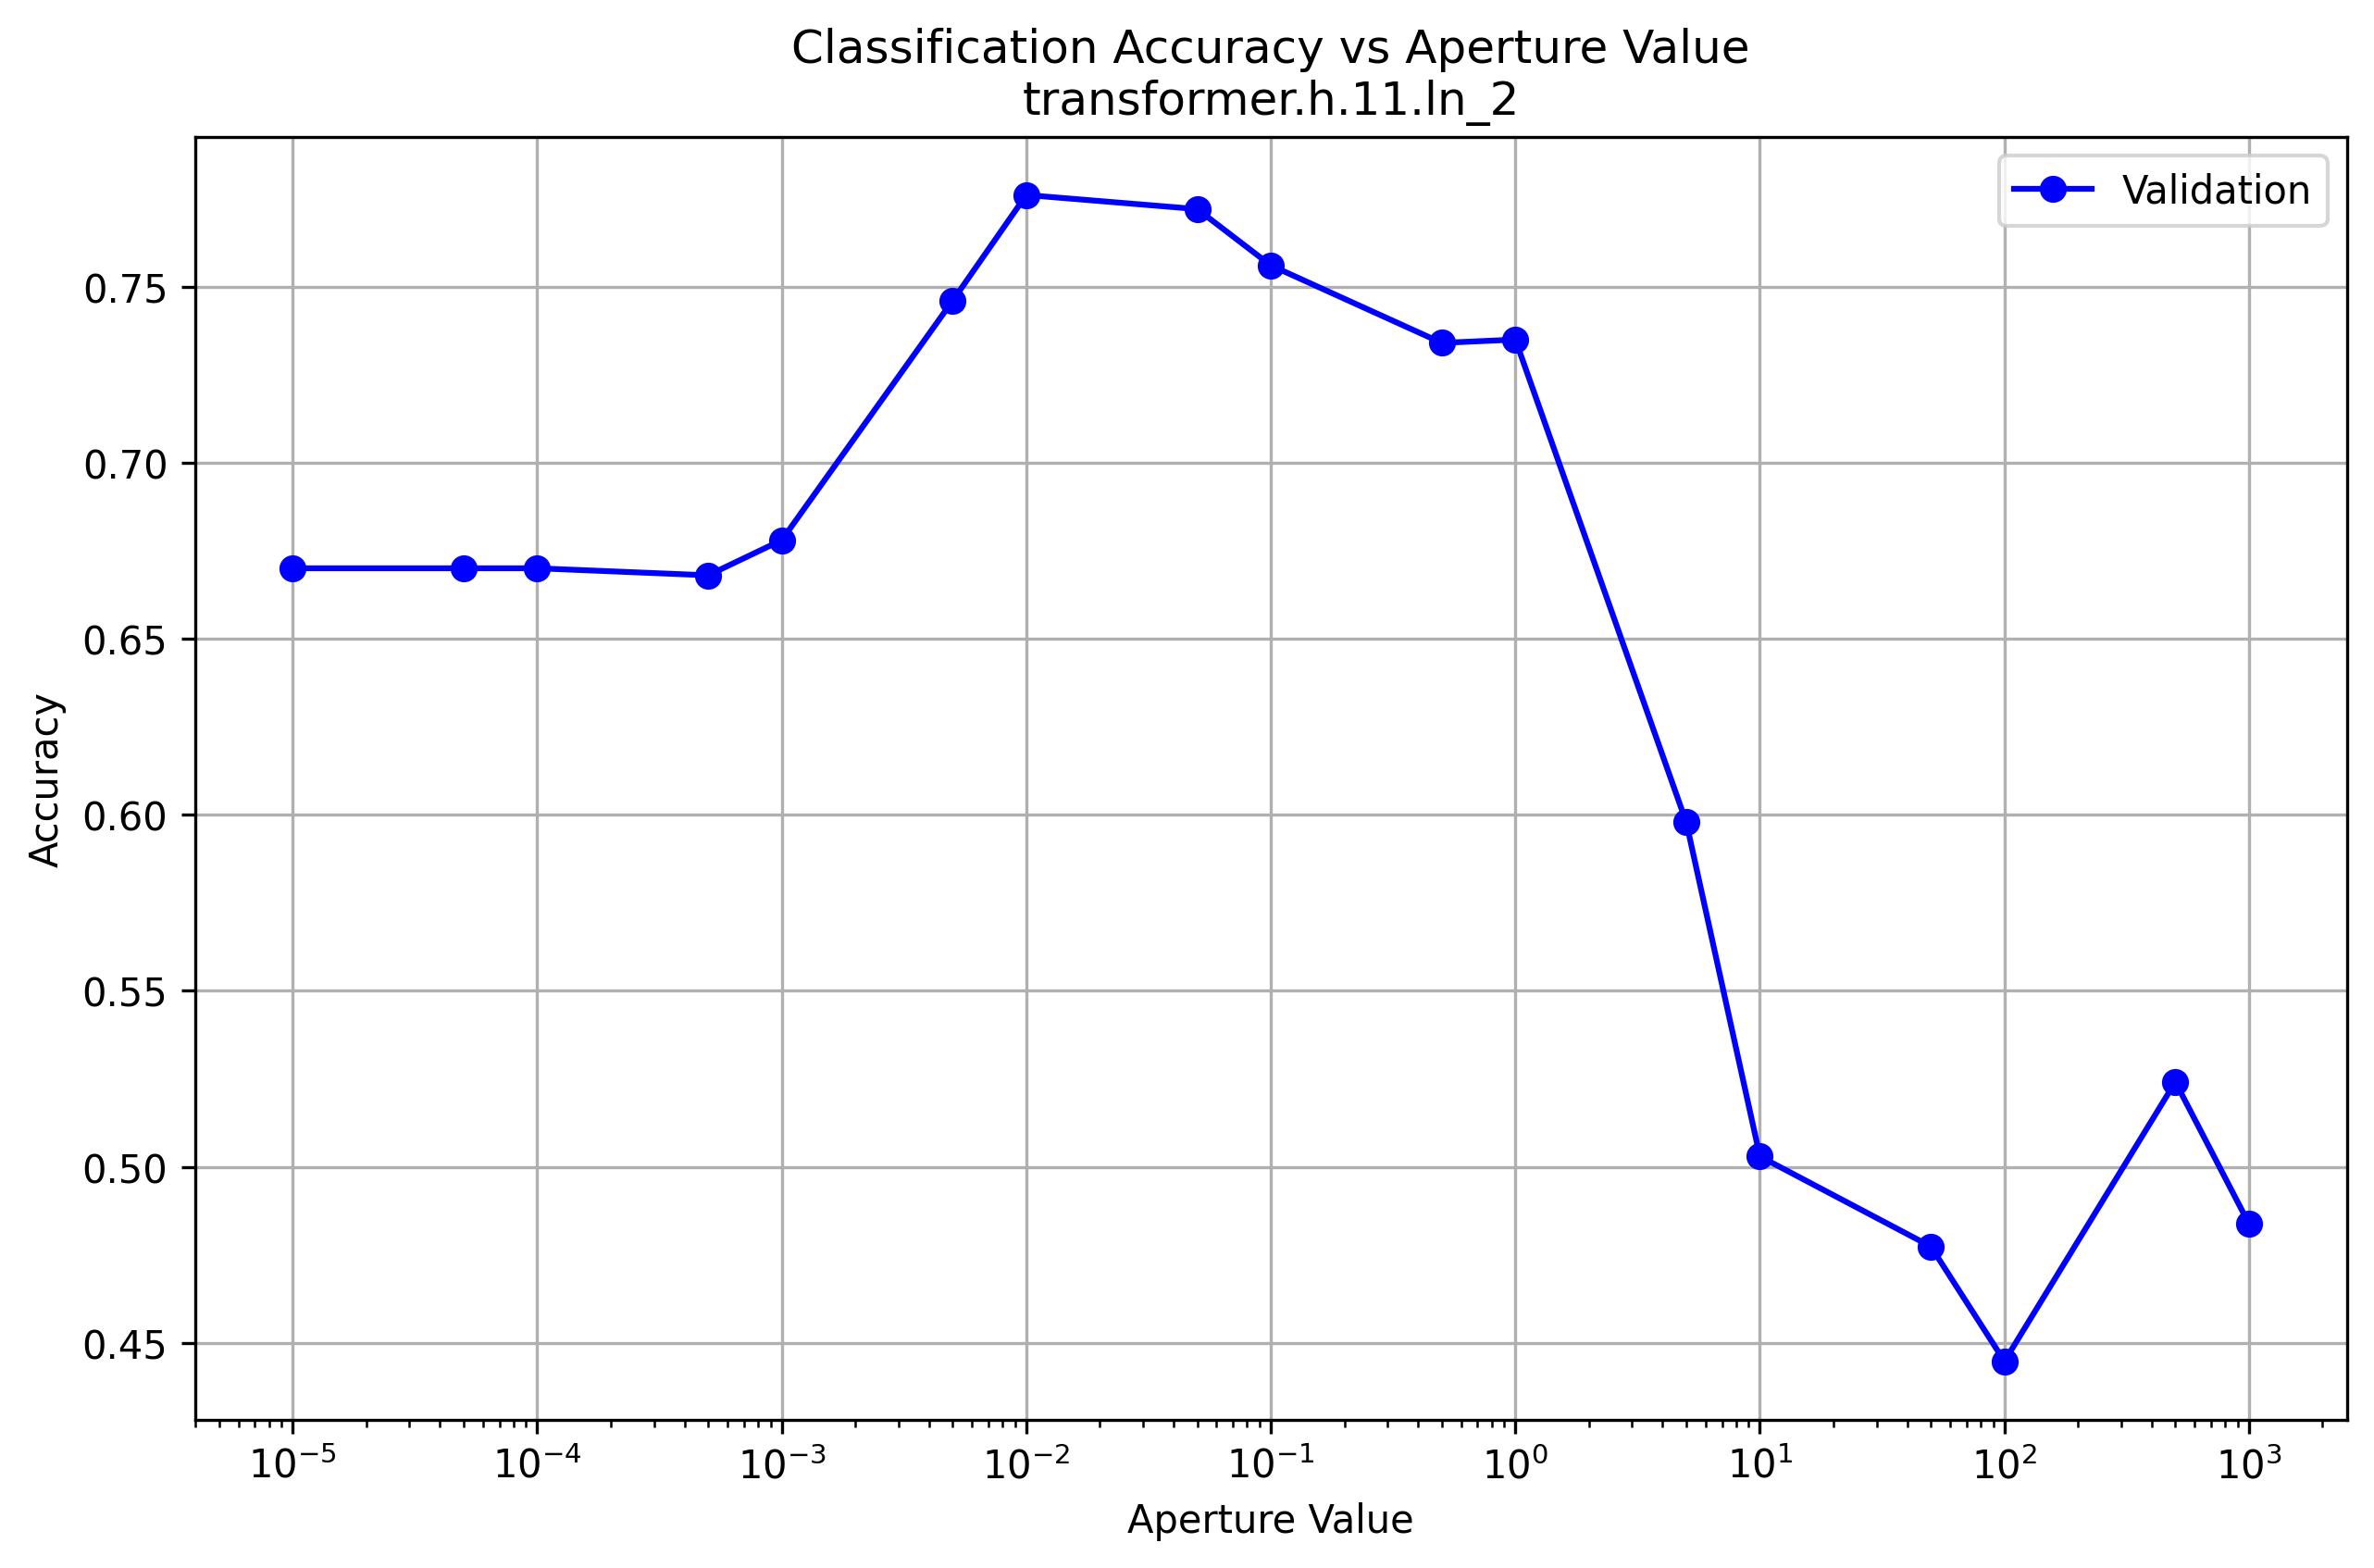 Classification Accuracy vs Aperture Value
transformer.h.11.ln_2
Validation
Accuracy
0.75
0.70
0.65
0.60
0.55
0.50
0.45
10⁻⁵ 10⁻⁴ 10⁻³ 10⁻² 10⁻¹ 10⁰ 10¹ 10² 10³
Aperture Value